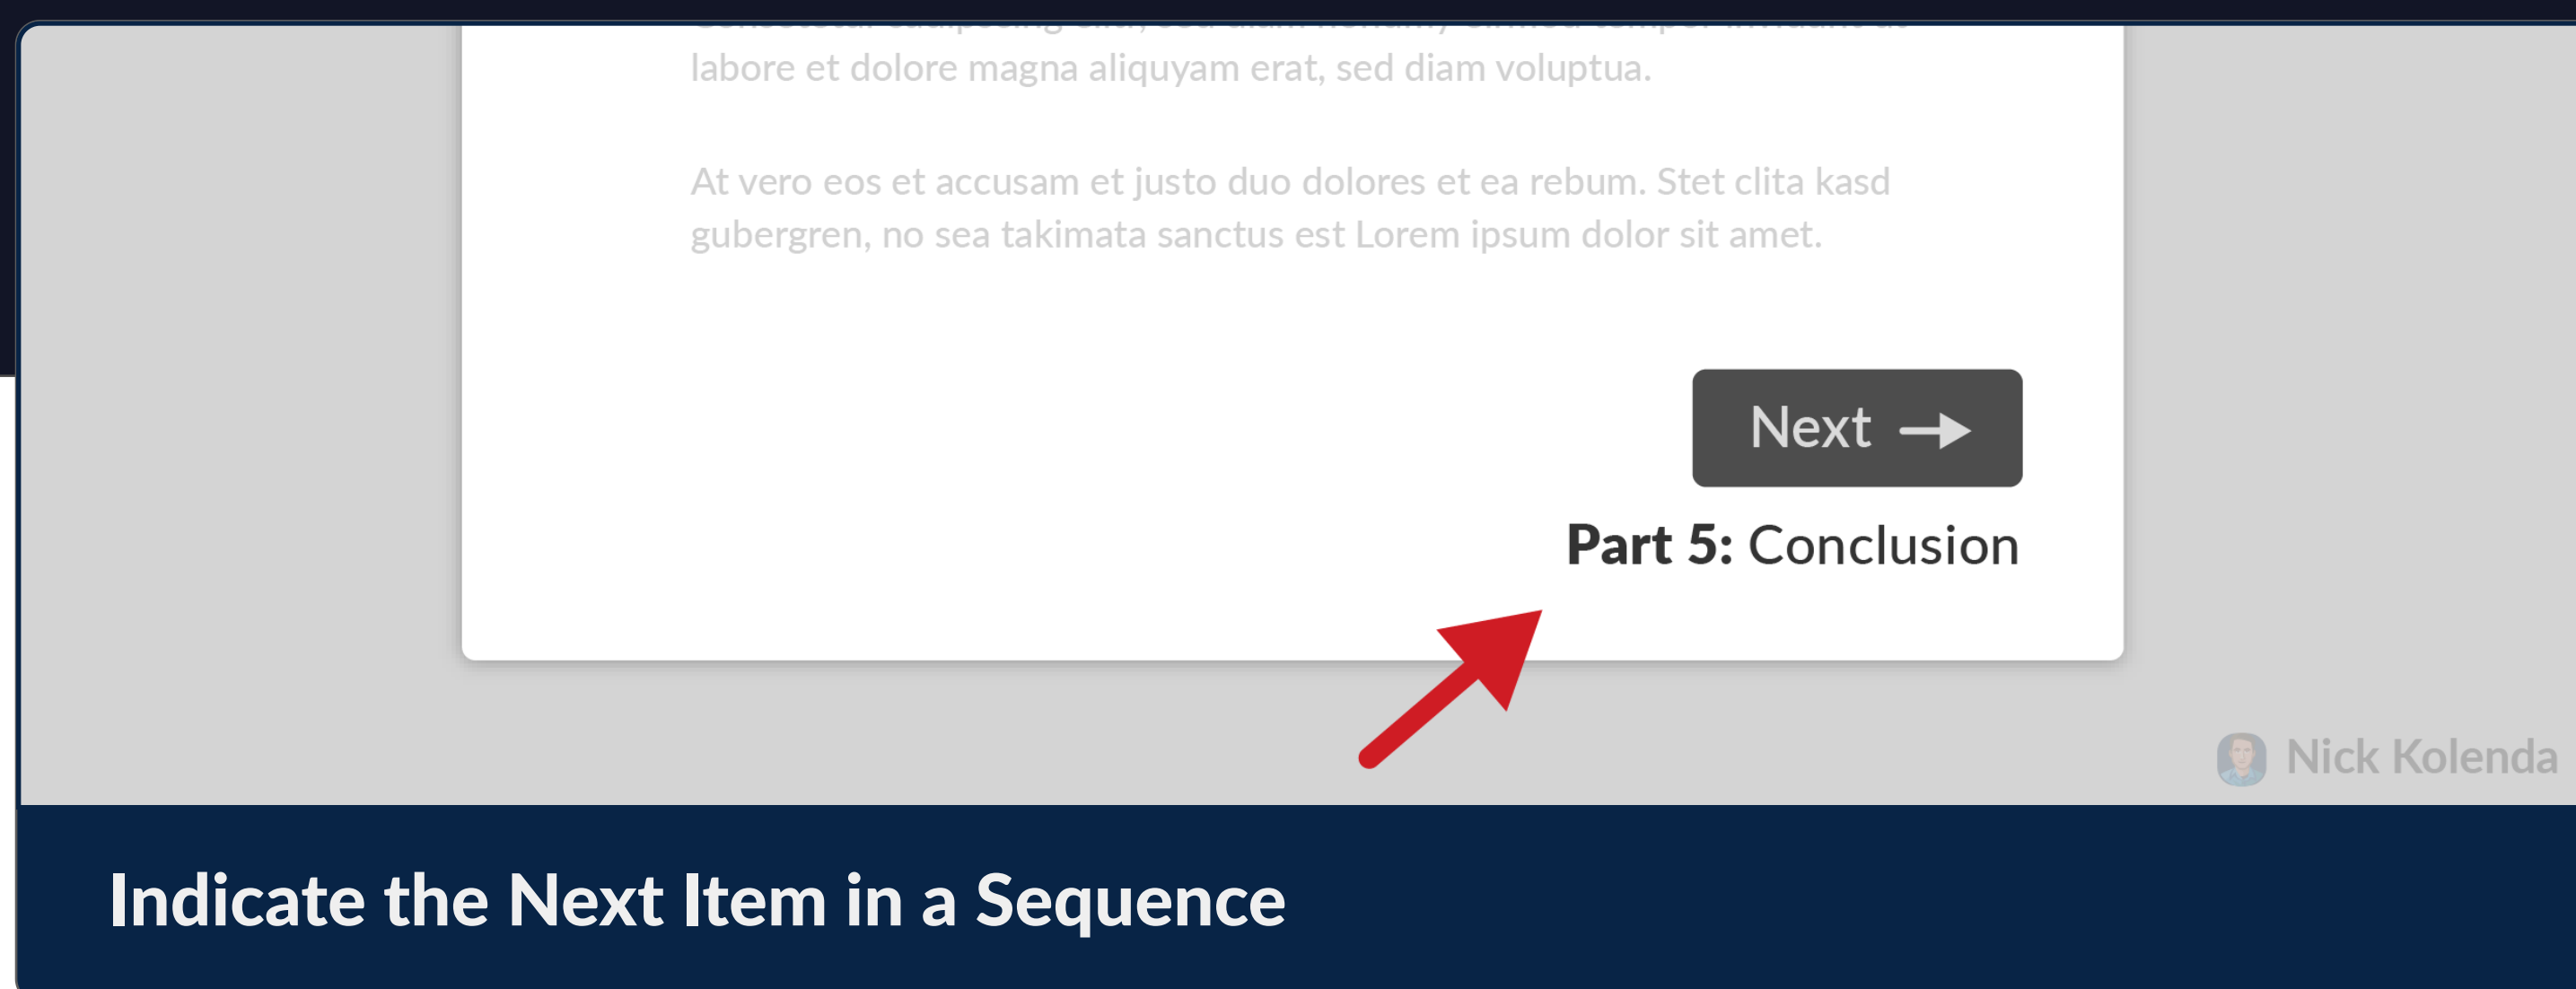 labore et dolore magna aliquyam erat, sed diam voluptua.
At vero eos et accusam et justo duo dolores et ea rebum. Stet clita kasd
gubergren, no sea takimata sanctus est Lorem ipsum dolor sit amet.
Next
Part 5: Conclusion
Nick Kolenda
Indicate the Next Item in a Sequence